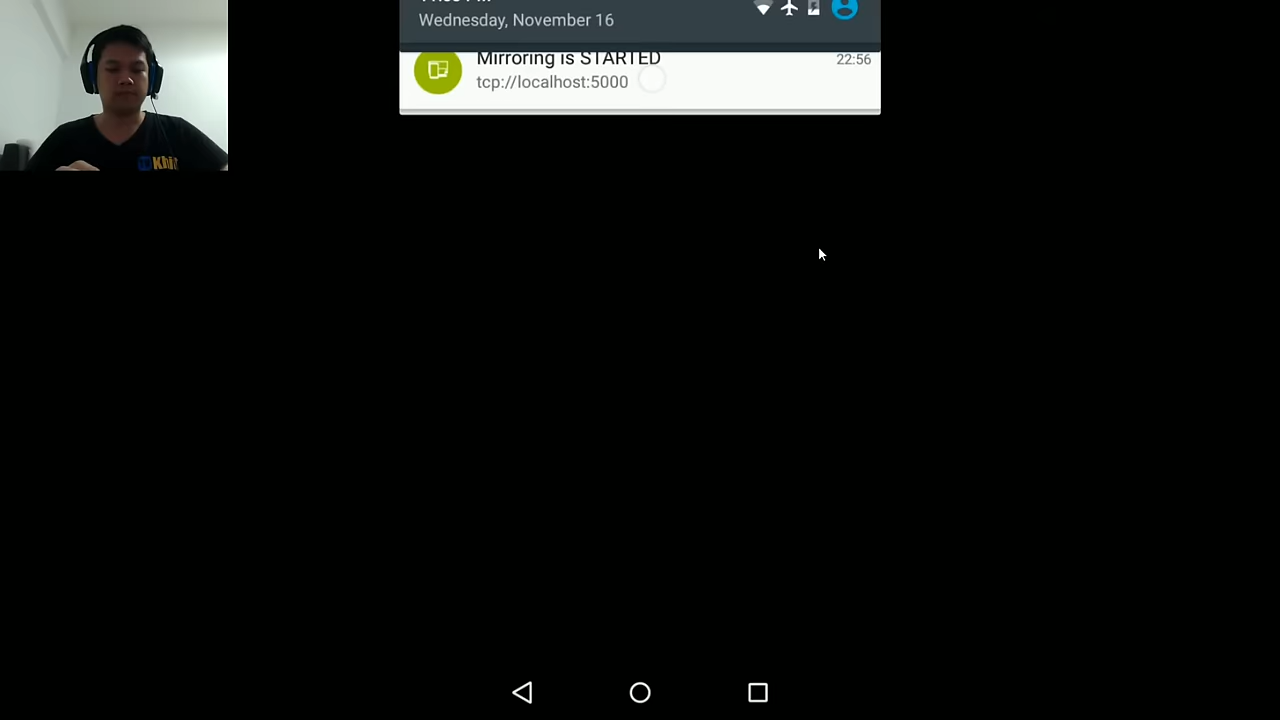 Wednesday, November 16
Mirroring is STARTED
22:56
tcp://localhost:5000